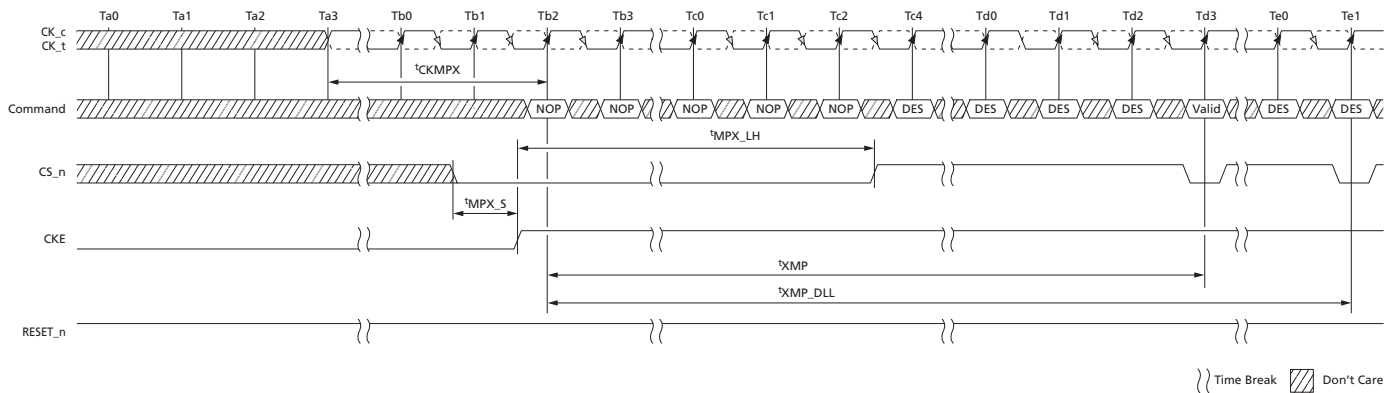 Ta0 Ta1 Ta2 Ta3 Tb0 Tb1 Tb2 Tb3 Tc0 Tc1 Tc2 Tc4 Td0 Td1 Td2 Td3 Te0 Te1
CK_c
CK_t
tCKMPX
Command NOP NOP NOP NOP NOP DES DES DES DES Valid DES DES
tMPX_LH
CS_n
tMPX_S
CKE
tXMP
tXMP_DLL
RESET_n
Time Break Don't Care